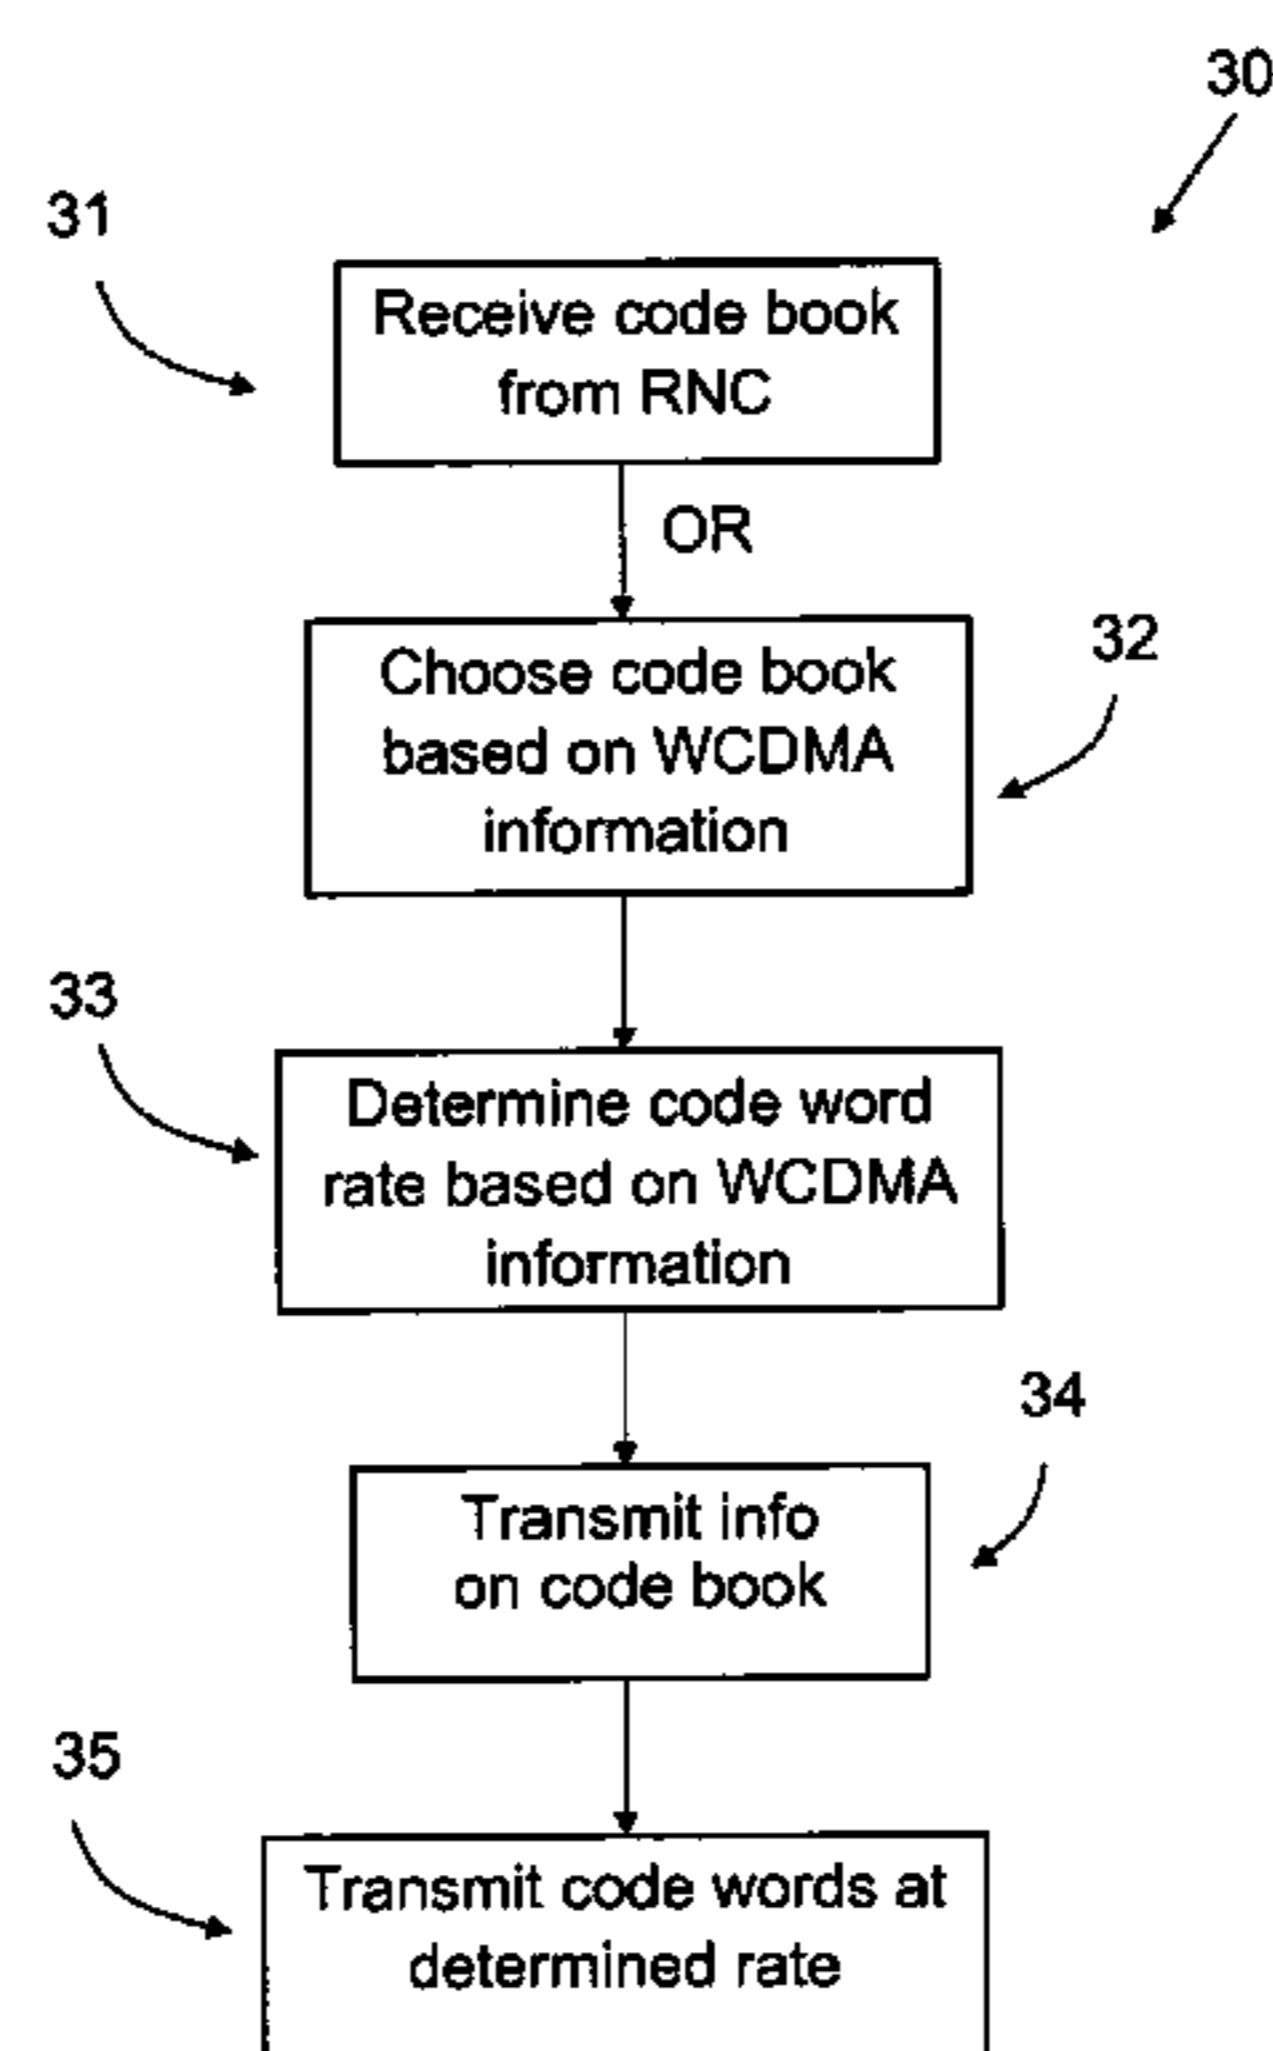 30
31
Receive code book
from RNC
OR
32
Choose code book
based on WCDMA
information
33
Determine code word
rate based on WCDMA
information
34
Transmit info
on code book
35
Transmit code words at
determined rate